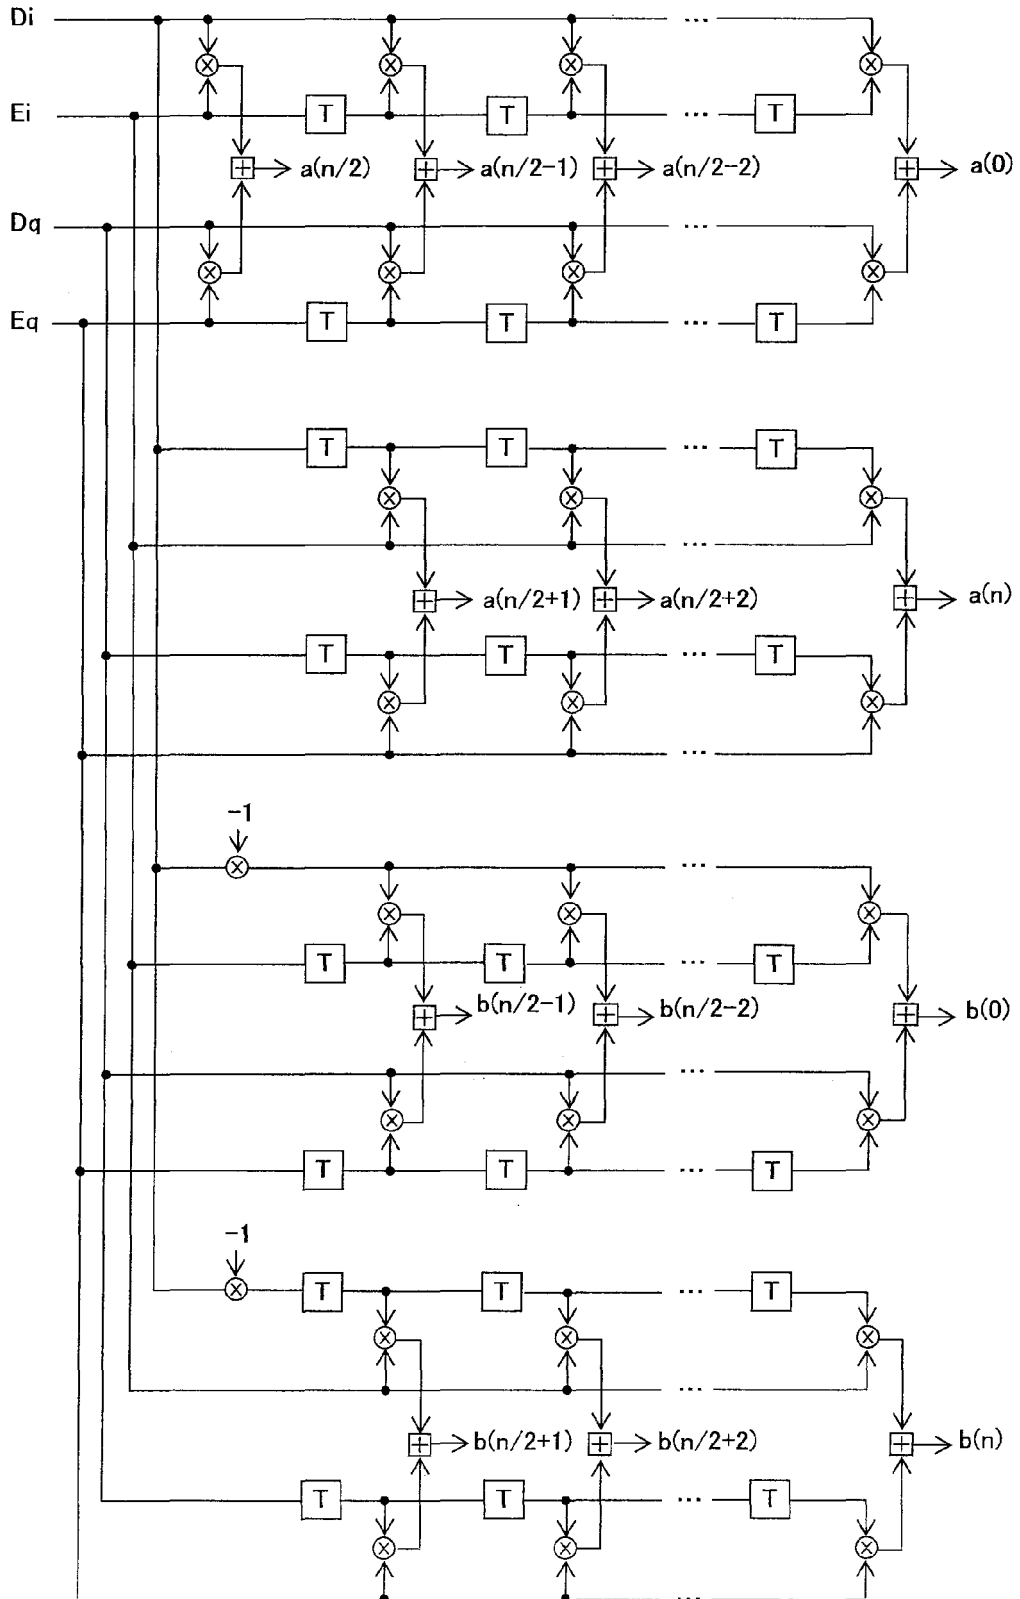 Di ...
Ei T T ... T
a(n/2) a(n/2-1) a(n/2-2) a(0)
Dq ...
Eq T T ... T
T T ... T
...
a(n/2+1) a(n/2+2) a(n)
T T ... T
...
-1
...
T T ... T
b(n/2-1) b(n/2-2) b(0)
...
T T ... T
-1
T T ... T
...
b(n/2+1) b(n/2+2) b(n)
T T ... T
...